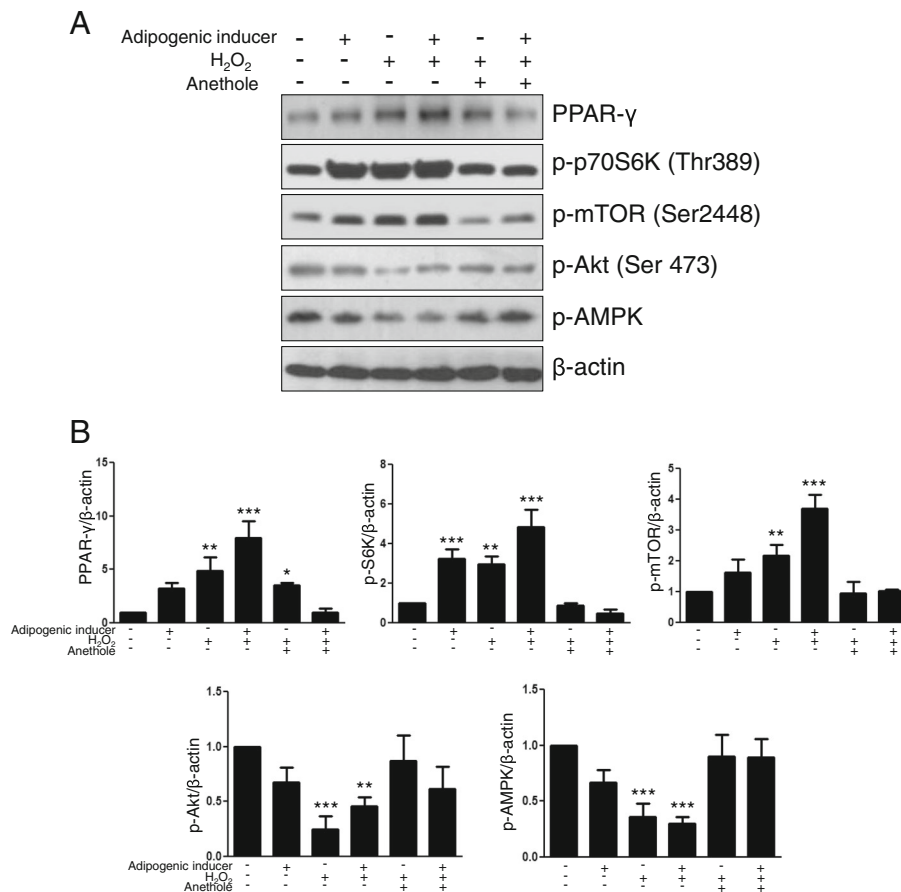 A
Adipogenic inducer - + - + - +
H₂O₂ - - + + + +
Anethole - - - - + +
PPAR-γ
p-p70S6K (Thr389)
p-mTOR (Ser2448)
p-Akt (Ser 473)
p-AMPK
β-actin
B
PPAR-γ/β-actin
15
10
5
0
** *** *
p-S6K/β-actin
8
6
4
2
0
*** ** ***
p-mTOR/β-actin
5
4
3
2
1
0
** ***
Adipogenic inducer - + - + - + - + - + - + - + - + - +
H₂O₂ - - + + + + - - + + + + - - + + + +
Anethole - - - - + + - - - - + + - - - - + +
p-Akt/β-actin
1.5
1.0
0.5
0.0
*** **
p-AMPK/β-actin
1.5
1.0
0.5
0.0
*** ***
Adipogenic inducer - + - + - + - + - + - +
H₂O₂ - - + + + + - - + + + +
Anethole - - - - + + - - - - + +